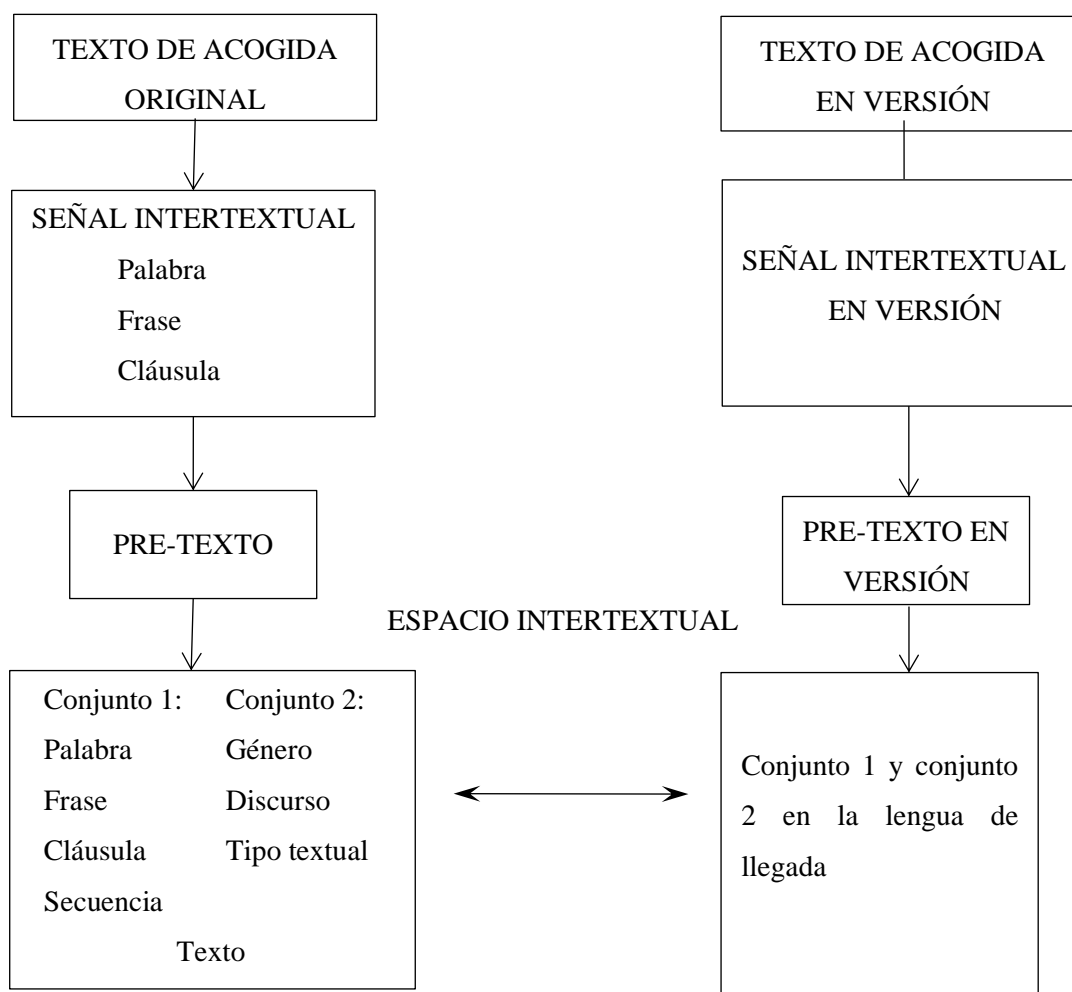 TEXTO DE ACOGIDA
ORIGINAL
SEÑAL INTERTEXTUAL
Palabra
Frase
Cláusula
PRE-TEXTO
Conjunto 1: Conjunto 2:
Palabra Género
Frase Discurso
Cláusula Tipo textual
Secuencia
Texto
ESPACIO INTERTEXTUAL
TEXTO DE ACOGIDA
EN VERSIÓN
SEÑAL INTERTEXTUAL
EN VERSIÓN
PRE-TEXTO EN
VERSIÓN
Conjunto 1 y conjunto
2 en la lengua de
llegada